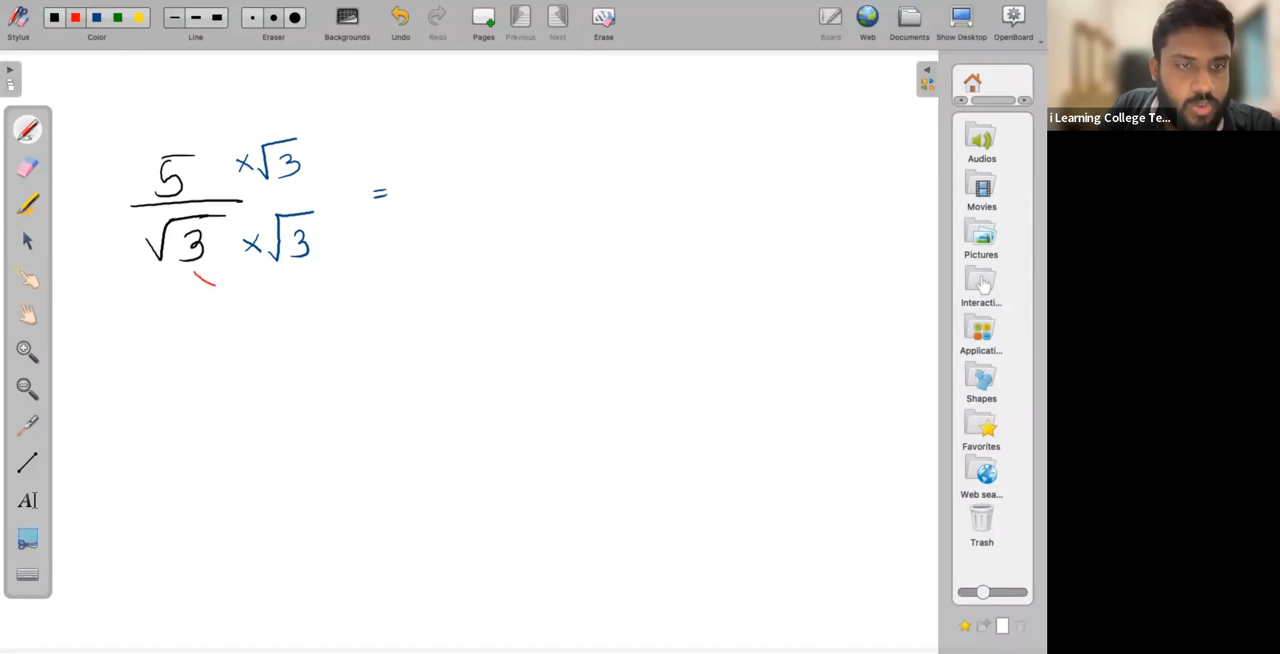 Stylus Color Line Eraser Backgrounds Undo Redo Pages Previous Next Erase Board Web Documents Show Desktop OpenBoard
i Learning College Te...
5 ×√3
=
√3 ×√3
AI
Audios
Movies
Pictures
Interacti...
Applicati...
Shapes
Favorites
Web sea...
Trash